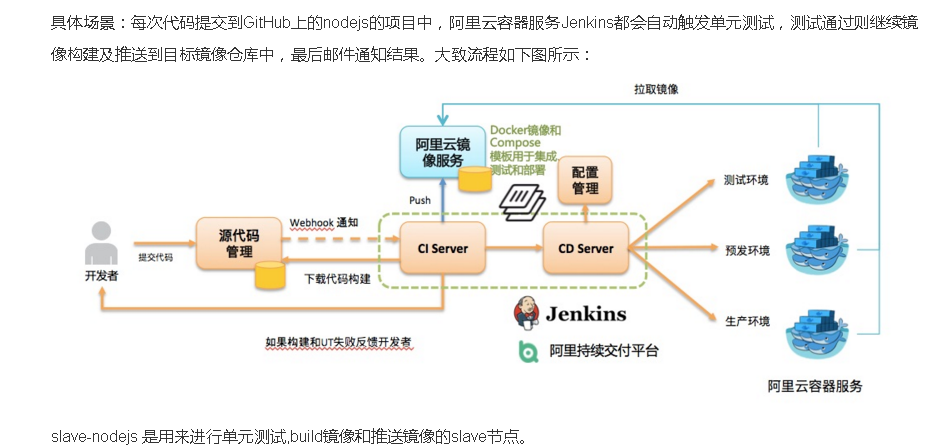 具体场景：每次代码提交到GitHub上的nodejs的项目中，阿里云容器服务Jenkins都会自动触发单元测试，测试通过则继续镜
像构建及推送到目标镜像仓库中，最后邮件通知结果。大致流程如下图所示：
拉取镜像
阿里云镜
像服务
Docker镜像和
Compose
模板用于集成,
测试和部署
配置
管理
测试环境
Push
源代码
管理
Webhook 通知
CI Server
CD Server
预发环境
开发者
提交代码
下载代码构建
Jenkins
生产环境
如果构建和UT失败反馈开发者
阿里持续交付平台
阿里云容器服务
slave-nodejs 是用来进行单元测试,build镜像和推送镜像的slave节点。